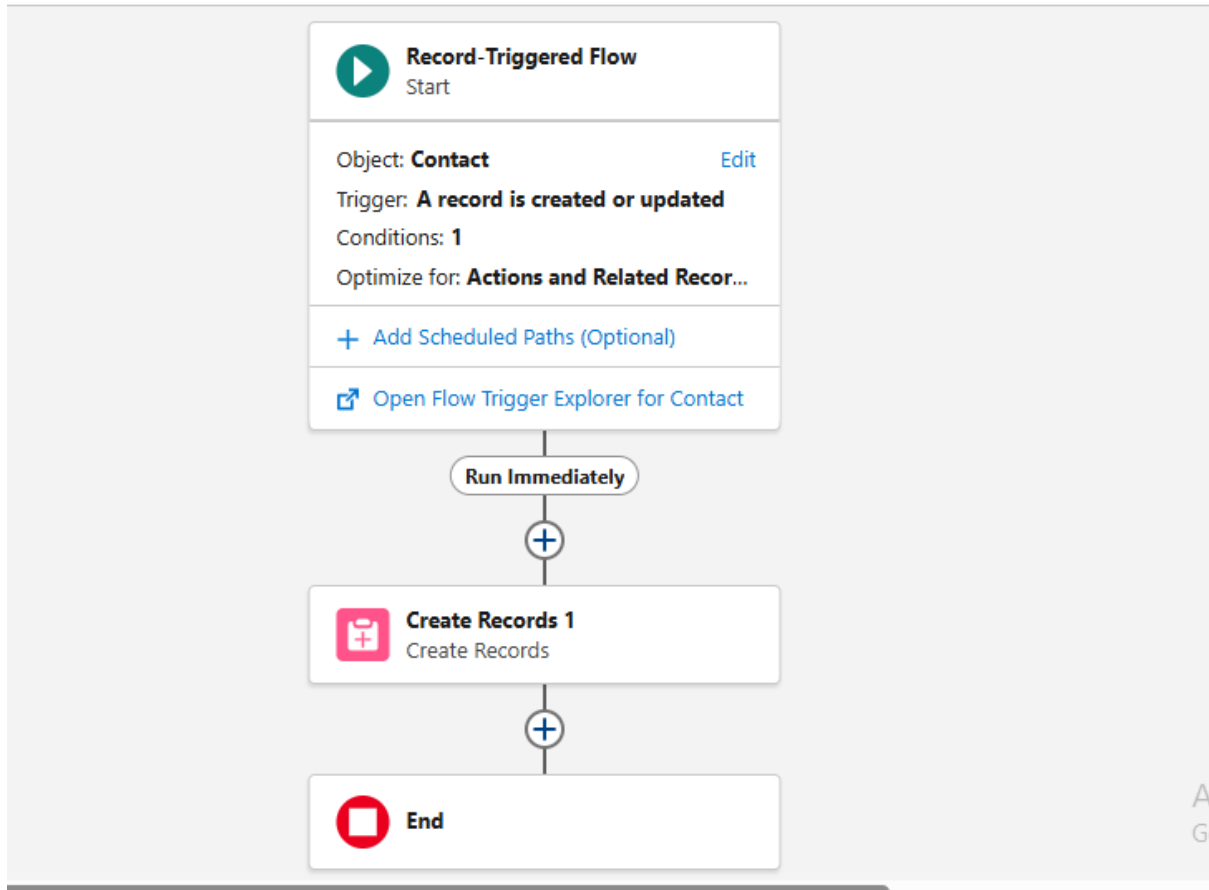 Record-Triggered Flow
Start
Object: Contact Edit
Trigger: A record is created or updated
Conditions: 1
Optimize for: Actions and Related Recor...
Add Scheduled Paths (Optional)
Open Flow Trigger Explorer for Contact
Run Immediately
Create Records 1
Create Records
End
A
G